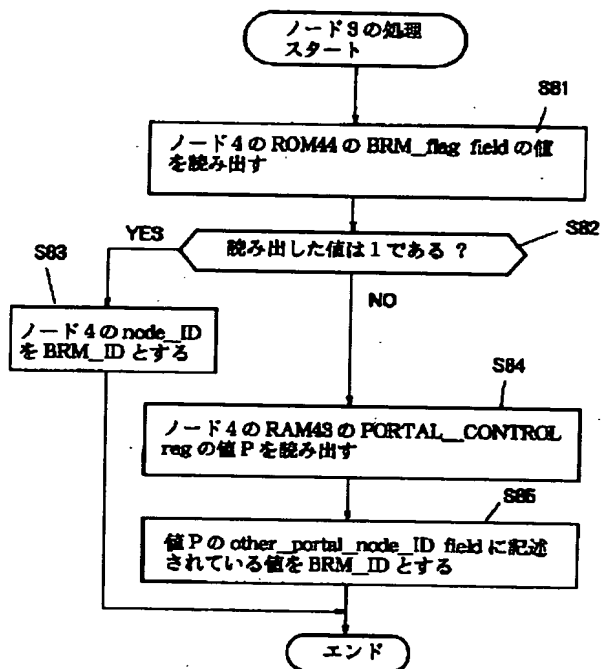 ノード3の処理
スタート
S81
ノード4のROM44のBRM_flag fieldの値
を読み出す
S82
読み出した値は1である ?
YES
NO
S83
ノード4のnode_ID
をBRM_IDとする
S84
ノード4のRAM43のPORTAL_CONTROL
regの値Pを読み出す
S85
値Pのother_portal_node_ID fieldに記述
されている値をBRM_IDとする
エンド